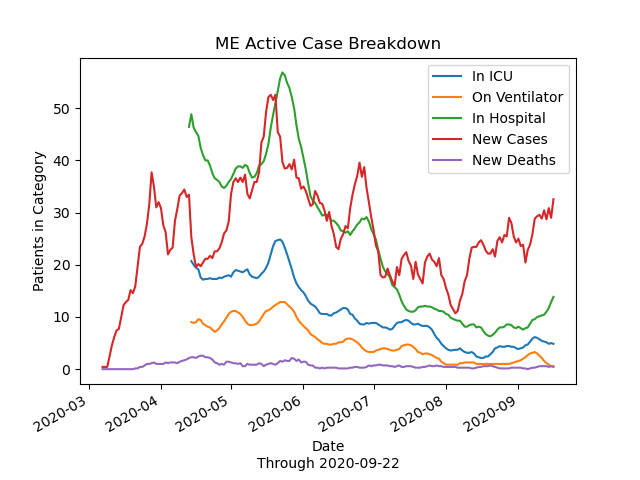 ME Active Case Breakdown
In ICU
On Ventilator
In Hospital
New Cases
New Deaths
Patients in Category
50
40
30
20
10
0
2020-03
2020-04
2020-05
2020-06
2020-07
2020-08
2020-09
Date
Through 2020-09-22